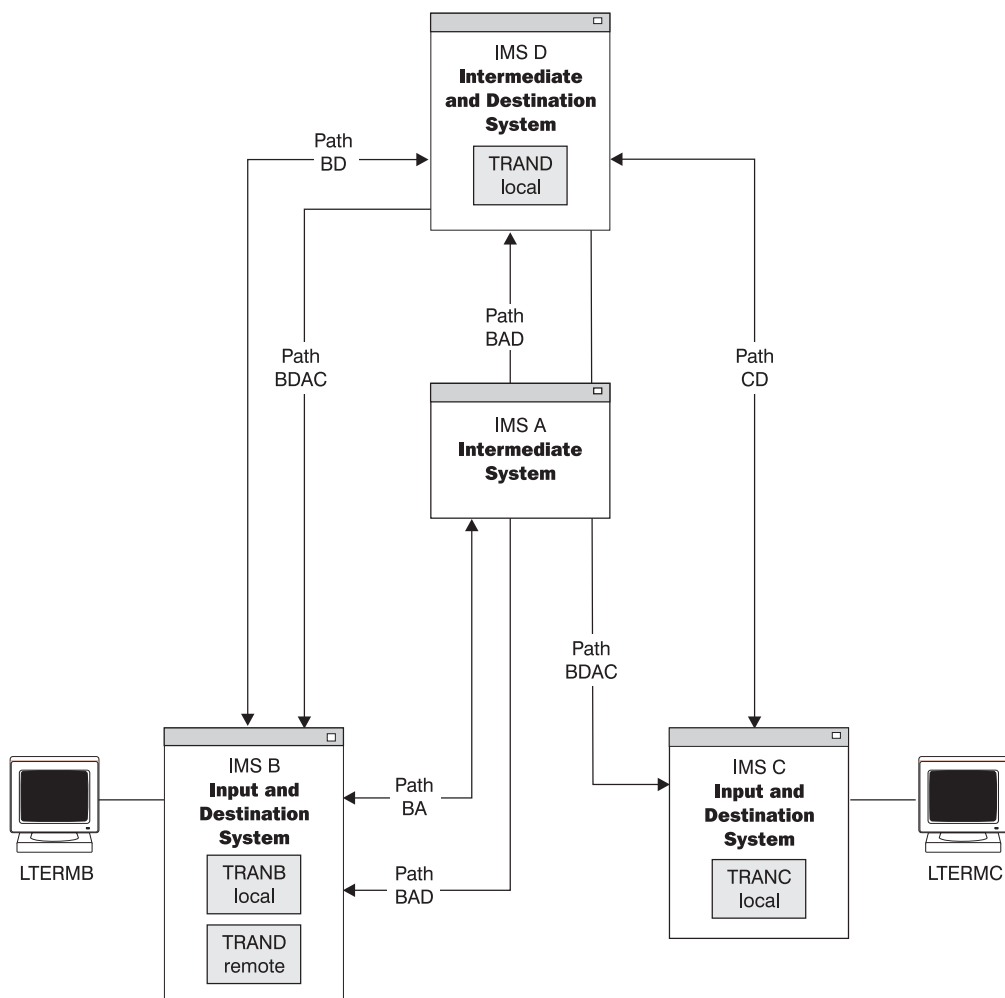 IMS D
Intermediate
and Destination
System
TRAND
local
Path
BD
Path
BAD
Path
BDAC
Path
CD
IMS A
Intermediate
System
Path
BDAC
IMS B
Input and
Destination
System
TRANB
local
TRAND
remote
LTERMB
Path
BA
Path
BAD
IMS C
Input and
Destination
System
TRANC
local
LTERMC